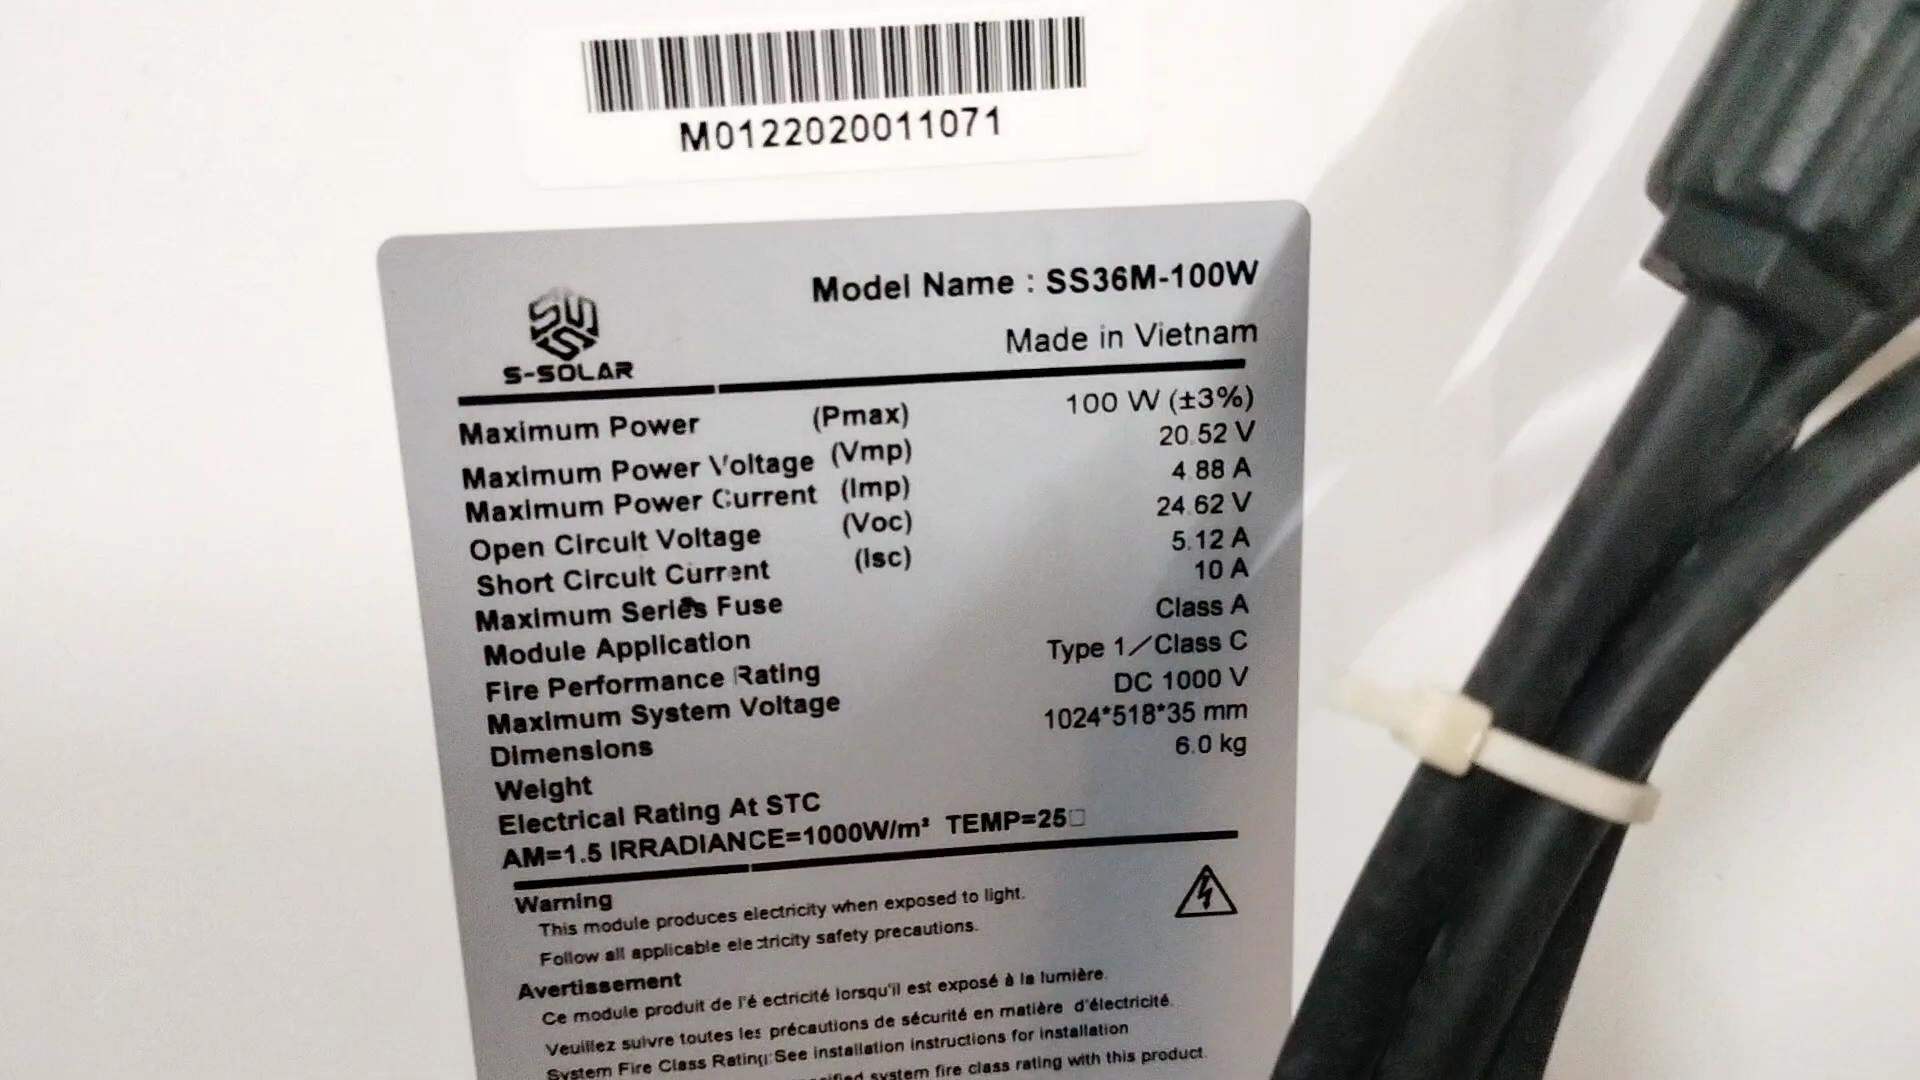 M0122020011071
S-SOLAR
Model Name : SS36M-100W
Made in Vietnam
Maximum Power (Pmax) 100 W (±3%)
Maximum Power Voltage (Vmp) 20.52 V
Maximum Power Current (Imp) 4.88 A
Open Circuit Voltage (Voc) 24.62 V
Short Circuit Current (Isc) 5.12 A
Maximum Series Fuse 10 A
Module Application Class A
Fire Performance Rating Type 1/Class C
Maximum System Voltage DC 1000 V
Dimensions 1024*518*35 mm
Weight 6.0 kg
Electrical Rating At STC
AM=1.5 IRRADIANCE=1000W/m² TEMP=25□
Warning
This module produces electricity when exposed to light.
Follow all applicable electricity safety precautions.
Avertissement
Ce module produit de l'é ectricité lorsqu'il est exposé à la lumière.
Veuillez suivre toutes les précautions de sécurité en matière d'électricité.
System Fire Class Rating:See installation instructions for installation
system fire class rating with this product.